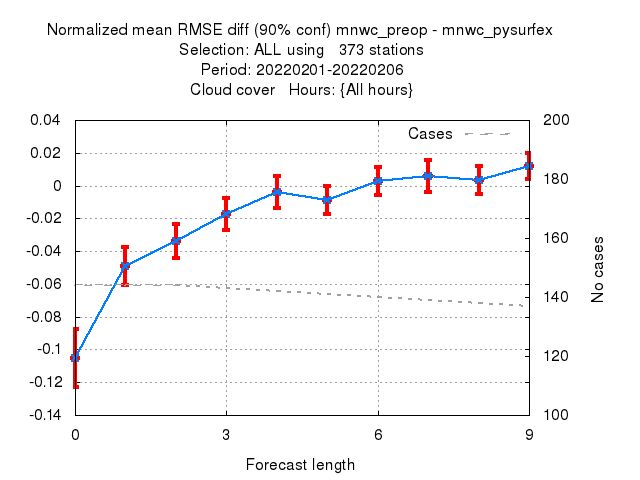 Normalized mean RMSE diff (90% conf) mnwc_preop - mnwc_pysurfex
Selection: ALL using   373 stations
Period: 20220201-20220206
Cloud cover   Hours: {All hours}
Cases
0.04
0.02
0
-0.02
-0.04
-0.06
-0.08
-0.1
-0.12
-0.14
200
180
160
140
120
100
No cases
0 3 6 9
Forecast length